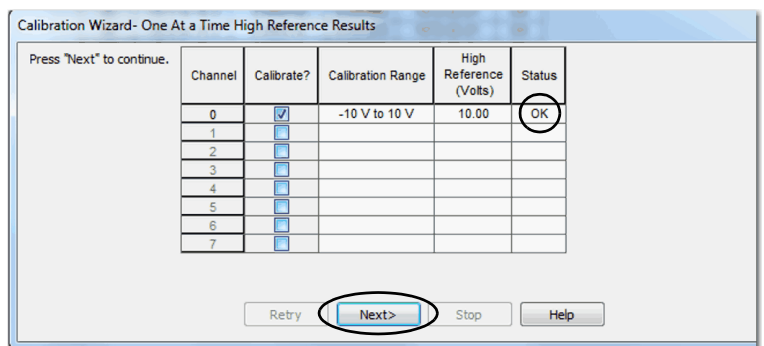 Calibration Wizard- One At a Time High Reference Results
Press "Next" to continue.
Channel Calibrate? Calibration Range High Reference (Volts) Status
0 -10 V to 10 V 10.00 OK
1
2
3
4
5
6
7
Retry Next> Stop Help